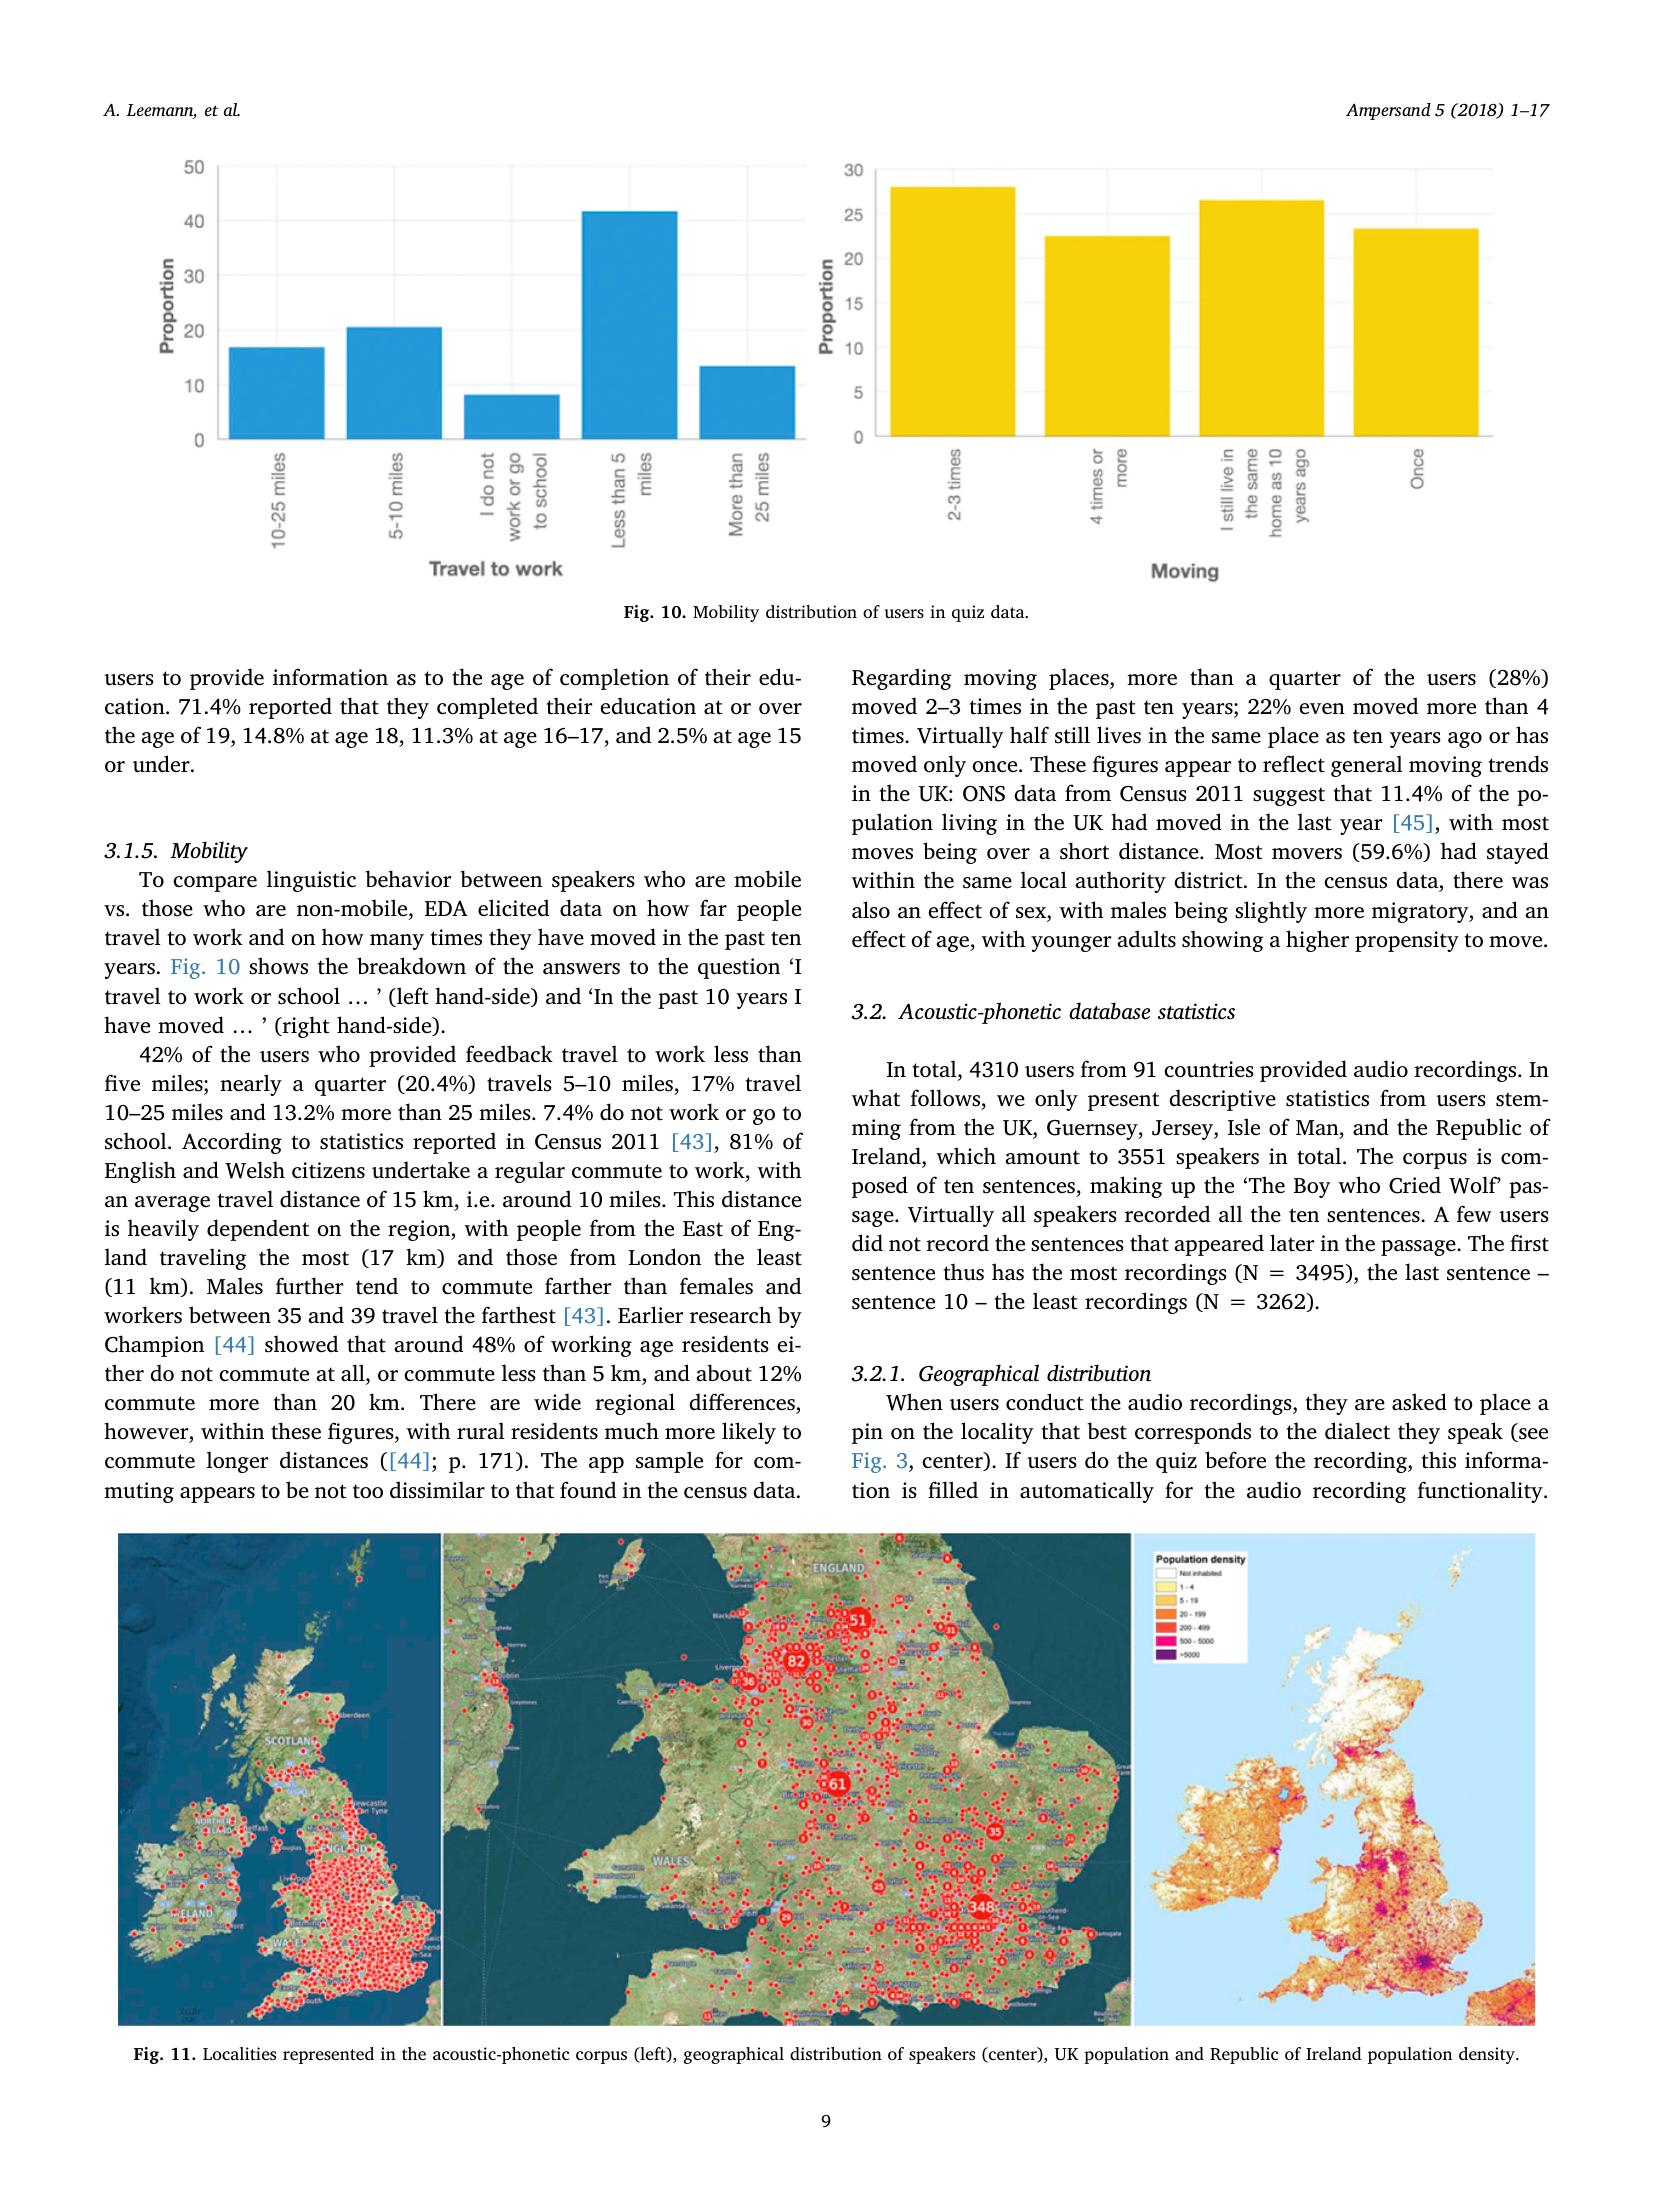 A. Leemann, et al.
Ampersand 5 (2018) 1–17
50
40
30
20
10
0
Proportion
10-25 miles
5-10 miles
I do not
work or go
to school
Less than 5
miles
More than
25 miles
Travel to work
30
25
20
15
10
5
0
Proportion
2-3 times
4 times or
more
I still live in
the same
home as 10
years ago
Once
Moving
Fig. 10. Mobility distribution of users in quiz data.
users to provide information as to the age of completion of their edu-
cation. 71.4% reported that they completed their education at or over
the age of 19, 14.8% at age 18, 11.3% at age 16–17, and 2.5% at age 15
or under.
3.1.5. Mobility
To compare linguistic behavior between speakers who are mobile
vs. those who are non-mobile, EDA elicited data on how far people
travel to work and on how many times they have moved in the past ten
years. Fig. 10 shows the breakdown of the answers to the question ‘I
travel to work or school … ’ (left hand-side) and ‘In the past 10 years I
have moved … ’ (right hand-side).
42% of the users who provided feedback travel to work less than
five miles; nearly a quarter (20.4%) travels 5–10 miles, 17% travel
10–25 miles and 13.2% more than 25 miles. 7.4% do not work or go to
school. According to statistics reported in Census 2011 [43], 81% of
English and Welsh citizens undertake a regular commute to work, with
an average travel distance of 15 km, i.e. around 10 miles. This distance
is heavily dependent on the region, with people from the East of Eng-
land traveling the most (17 km) and those from London the least
(11 km). Males further tend to commute farther than females and
workers between 35 and 39 travel the farthest [43]. Earlier research by
Champion [44] showed that around 48% of working age residents ei-
ther do not commute at all, or commute less than 5 km, and about 12%
commute more than 20 km. There are wide regional differences,
however, within these figures, with rural residents much more likely to
commute longer distances ([44]; p. 171). The app sample for com-
muting appears to be not too dissimilar to that found in the census data.
Regarding moving places, more than a quarter of the users (28%)
moved 2–3 times in the past ten years; 22% even moved more than 4
times. Virtually half still lives in the same place as ten years ago or has
moved only once. These figures appear to reflect general moving trends
in the UK: ONS data from Census 2011 suggest that 11.4% of the po-
pulation living in the UK had moved in the last year [45], with most
moves being over a short distance. Most movers (59.6%) had stayed
within the same local authority district. In the census data, there was
also an effect of sex, with males being slightly more migratory, and an
effect of age, with younger adults showing a higher propensity to move.
3.2. Acoustic-phonetic database statistics
In total, 4310 users from 91 countries provided audio recordings. In
what follows, we only present descriptive statistics from users stem-
ming from the UK, Guernsey, Jersey, Isle of Man, and the Republic of
Ireland, which amount to 3551 speakers in total. The corpus is com-
posed of ten sentences, making up the ‘The Boy who Cried Wolf’ pas-
sage. Virtually all speakers recorded all the ten sentences. A few users
did not record the sentences that appeared later in the passage. The first
sentence thus has the most recordings (N = 3495), the last sentence –
sentence 10 – the least recordings (N = 3262).
3.2.1. Geographical distribution
When users conduct the audio recordings, they are asked to place a
pin on the locality that best corresponds to the dialect they speak (see
Fig. 3, center). If users do the quiz before the recording, this informa-
tion is filled in automatically for the audio recording functionality.
Aberdeen
SCOTLAND
Newcastle
on Tyne
NORTHERN
ENGLAND
51
82
36
30
61
35
WALES
25
29
348
Population density
Not inhabited
1 - 4
5 - 19
20 - 199
200 - 499
500 - 5000
>5000
Fig. 11. Localities represented in the acoustic-phonetic corpus (left), geographical distribution of speakers (center), UK population and Republic of Ireland population density.
9